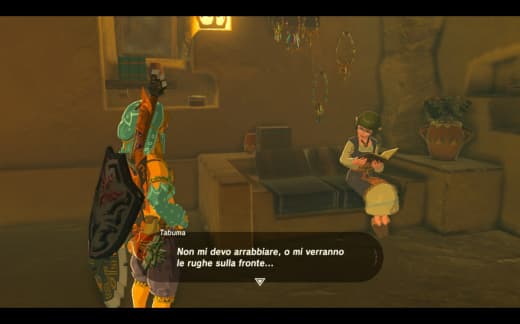 Tabuma
Non mi devo arrabbiare, o mi verranno
le rughe sulla fronte...